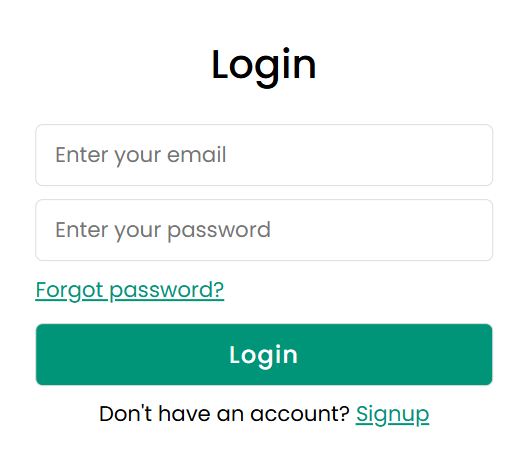 Login
Enter your email
Enter your password
Forgot password?
Login
Don't have an account? Signup